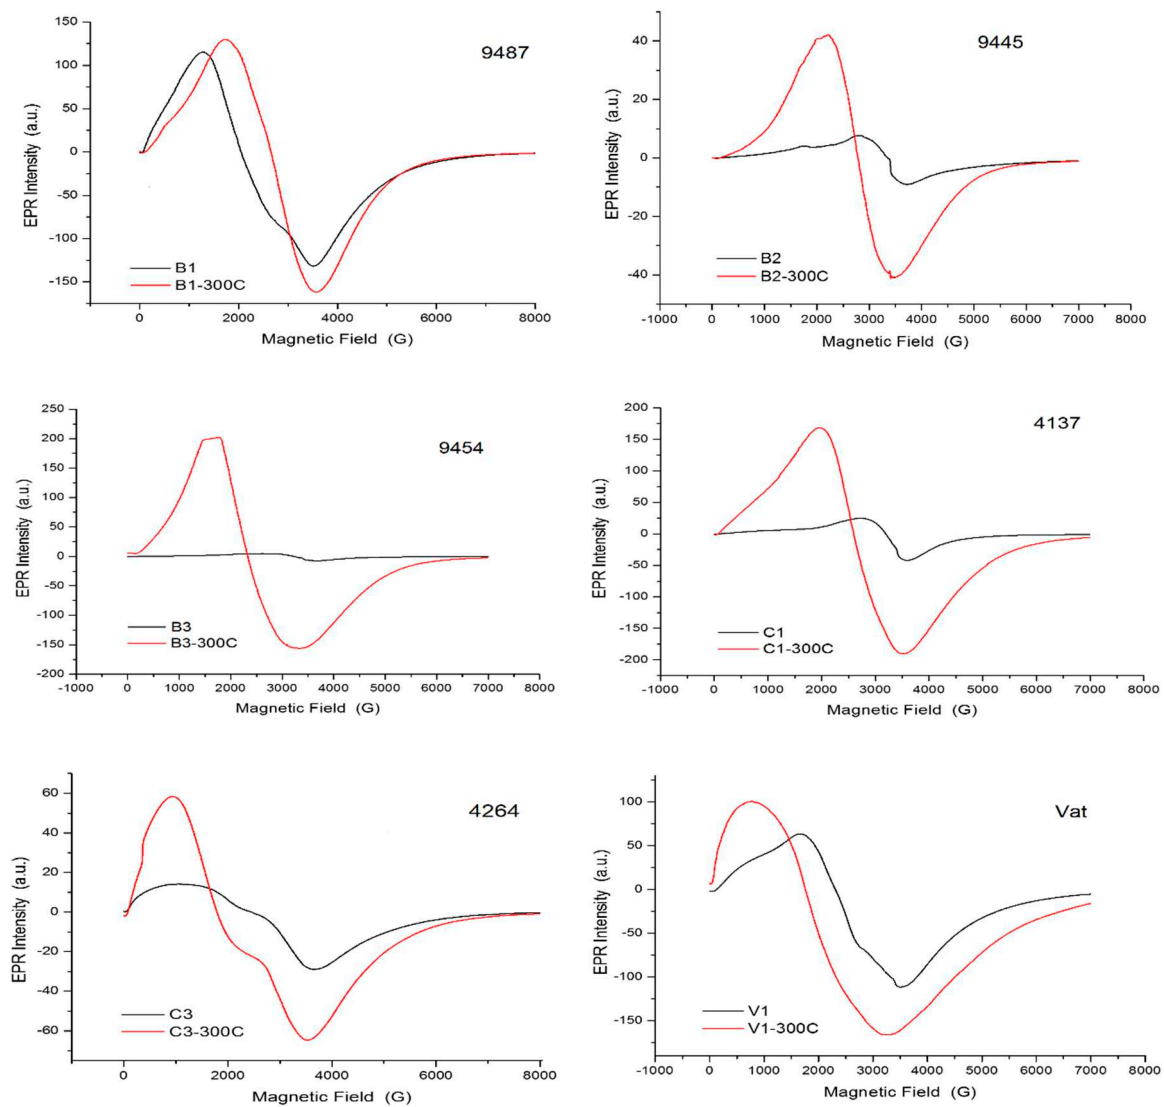 9487
EPR Intensity (a.u.)
150
100
50
0
-50
-100
-150
B1
B1-300C
0 2000 4000 6000 8000
Magnetic Field (G)
9445
EPR Intensity (a.u.)
40
20
0
-20
-40
B2
B2-300C
-1000 0 1000 2000 3000 4000 5000 6000 7000 8000
Magnetic Field (G)
9454
EPR Intensity (a.u.)
250
200
150
100
50
0
-50
-100
-150
-200
B3
B3-300C
-1000 0 1000 2000 3000 4000 5000 6000 7000 8000
Magnetic Field (G)
4137
EPR Intensity (a.u.)
200
150
100
50
0
-50
-100
-150
-200
C1
C1-300C
-1000 0 1000 2000 3000 4000 5000 6000 7000 8000
Magnetic Field (G)
4264
EPR Intensity (a.u.)
60
40
20
0
-20
-40
-60
C3
C3-300C
0 2000 4000 6000 8000
Magnetic Field (G)
Vat
EPR Intensity (a.u.)
100
50
0
-50
-100
-150
V1
V1-300C
-1000 0 1000 2000 3000 4000 5000 6000 7000 8000
Magnetic Field (G)